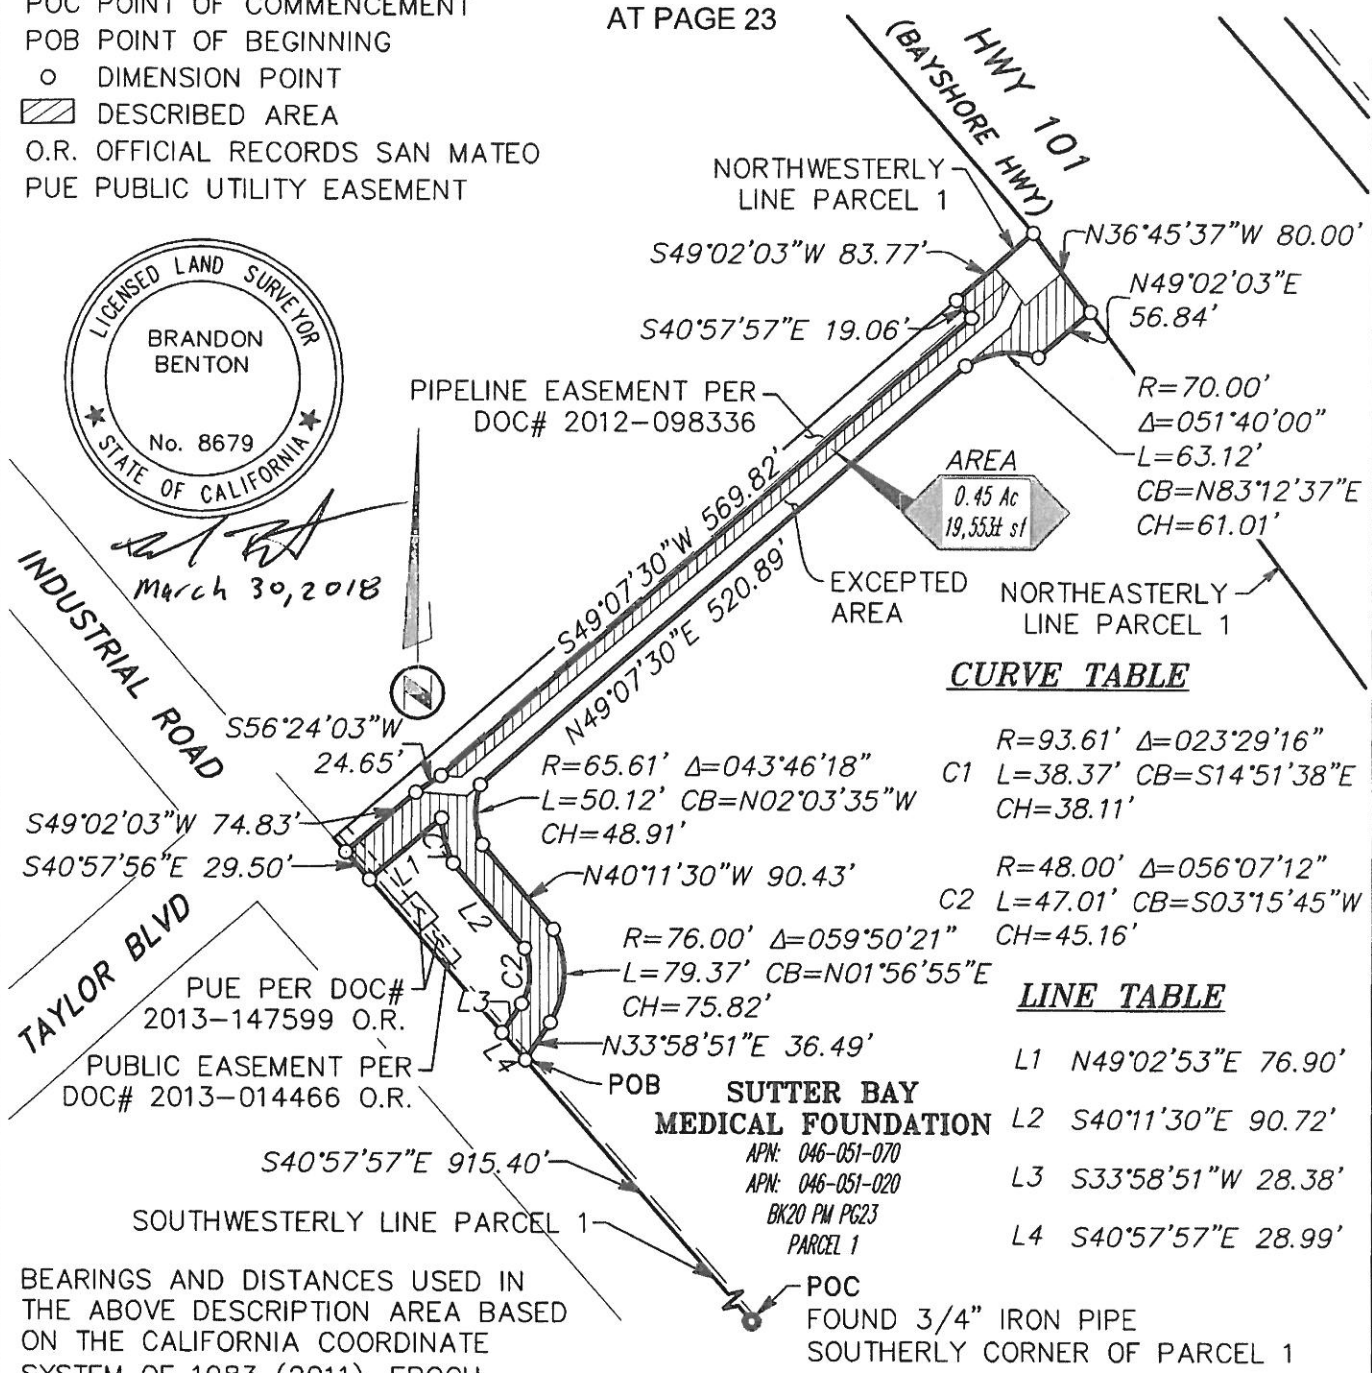 POC POINT OF COMMENCEMENT
POB POINT OF BEGINNING
DIMENSION POINT
DESCRIBED AREA
O.R. OFFICIAL RECORDS SAN MATEO
PUE PUBLIC UTILITY EASEMENT
AT PAGE 23
HWY 101
(BAYSHORE HWY)
NORTHWESTERLY
LINE PARCEL 1
N36°45'37"W 80.00'
S49°02'03"W 83.77'
N49°02'03"E
56.84'
S40°57'57"E 19.06'
LICENSED LAND SURVEYOR
BRANDON
BENTON
No. 8679
STATE OF CALIFORNIA
March 30, 2018
PIPELINE EASEMENT PER
DOC# 2012-098336
R=70.00'
Δ=051°40'00"
L=63.12'
CB=N83°12'37"E
CH=61.01'
AREA
0.45 Ac
19,553± sf
S49°07'30"W 569.82'
N49°07'30"E 520.89'
EXCEPTED
AREA
NORTHEASTERLY
LINE PARCEL 1
INDUSTRIAL ROAD
TAYLOR BLVD
S56°24'03"W
24.65'
S49°02'03"W 74.83'
S40°57'56"E 29.50'
R=65.61' Δ=043°46'18"
L=50.12' CB=N02°03'35"W
CH=48.91'
N40°11'30"W 90.43'
R=76.00' Δ=059°50'21"
L=79.37' CB=N01°56'55"E
CH=75.82'
N33°58'51"E 36.49'
C1
L1
L2
C2
L3
L4
POB
PUE PER DOC#
2013-147599 O.R.
PUBLIC EASEMENT PER
DOC# 2013-014466 O.R.
S40°57'57"E 915.40'
SOUTHWESTERLY LINE PARCEL 1
SUTTER BAY
MEDICAL FOUNDATION
APN: 046-051-070
APN: 046-051-020
BK20 PM PG23
PARCEL 1
CURVE TABLE
C1 R=93.61' Δ=023°29'16"
L=38.37' CB=S14°51'38"E
CH=38.11'
C2 R=48.00' Δ=056°07'12"
L=47.01' CB=S03°15'45"W
CH=45.16'
LINE TABLE
L1 N49°02'53"E 76.90'
L2 S40°11'30"E 90.72'
L3 S33°58'51"W 28.38'
L4 S40°57'57"E 28.99'
POC
FOUND 3/4" IRON PIPE
SOUTHERLY CORNER OF PARCEL 1
BEARINGS AND DISTANCES USED IN
THE ABOVE DESCRIPTION AREA BASED
ON THE CALIFORNIA COORDINATE
SYSTEM OF 1983 (2011), EPOCH